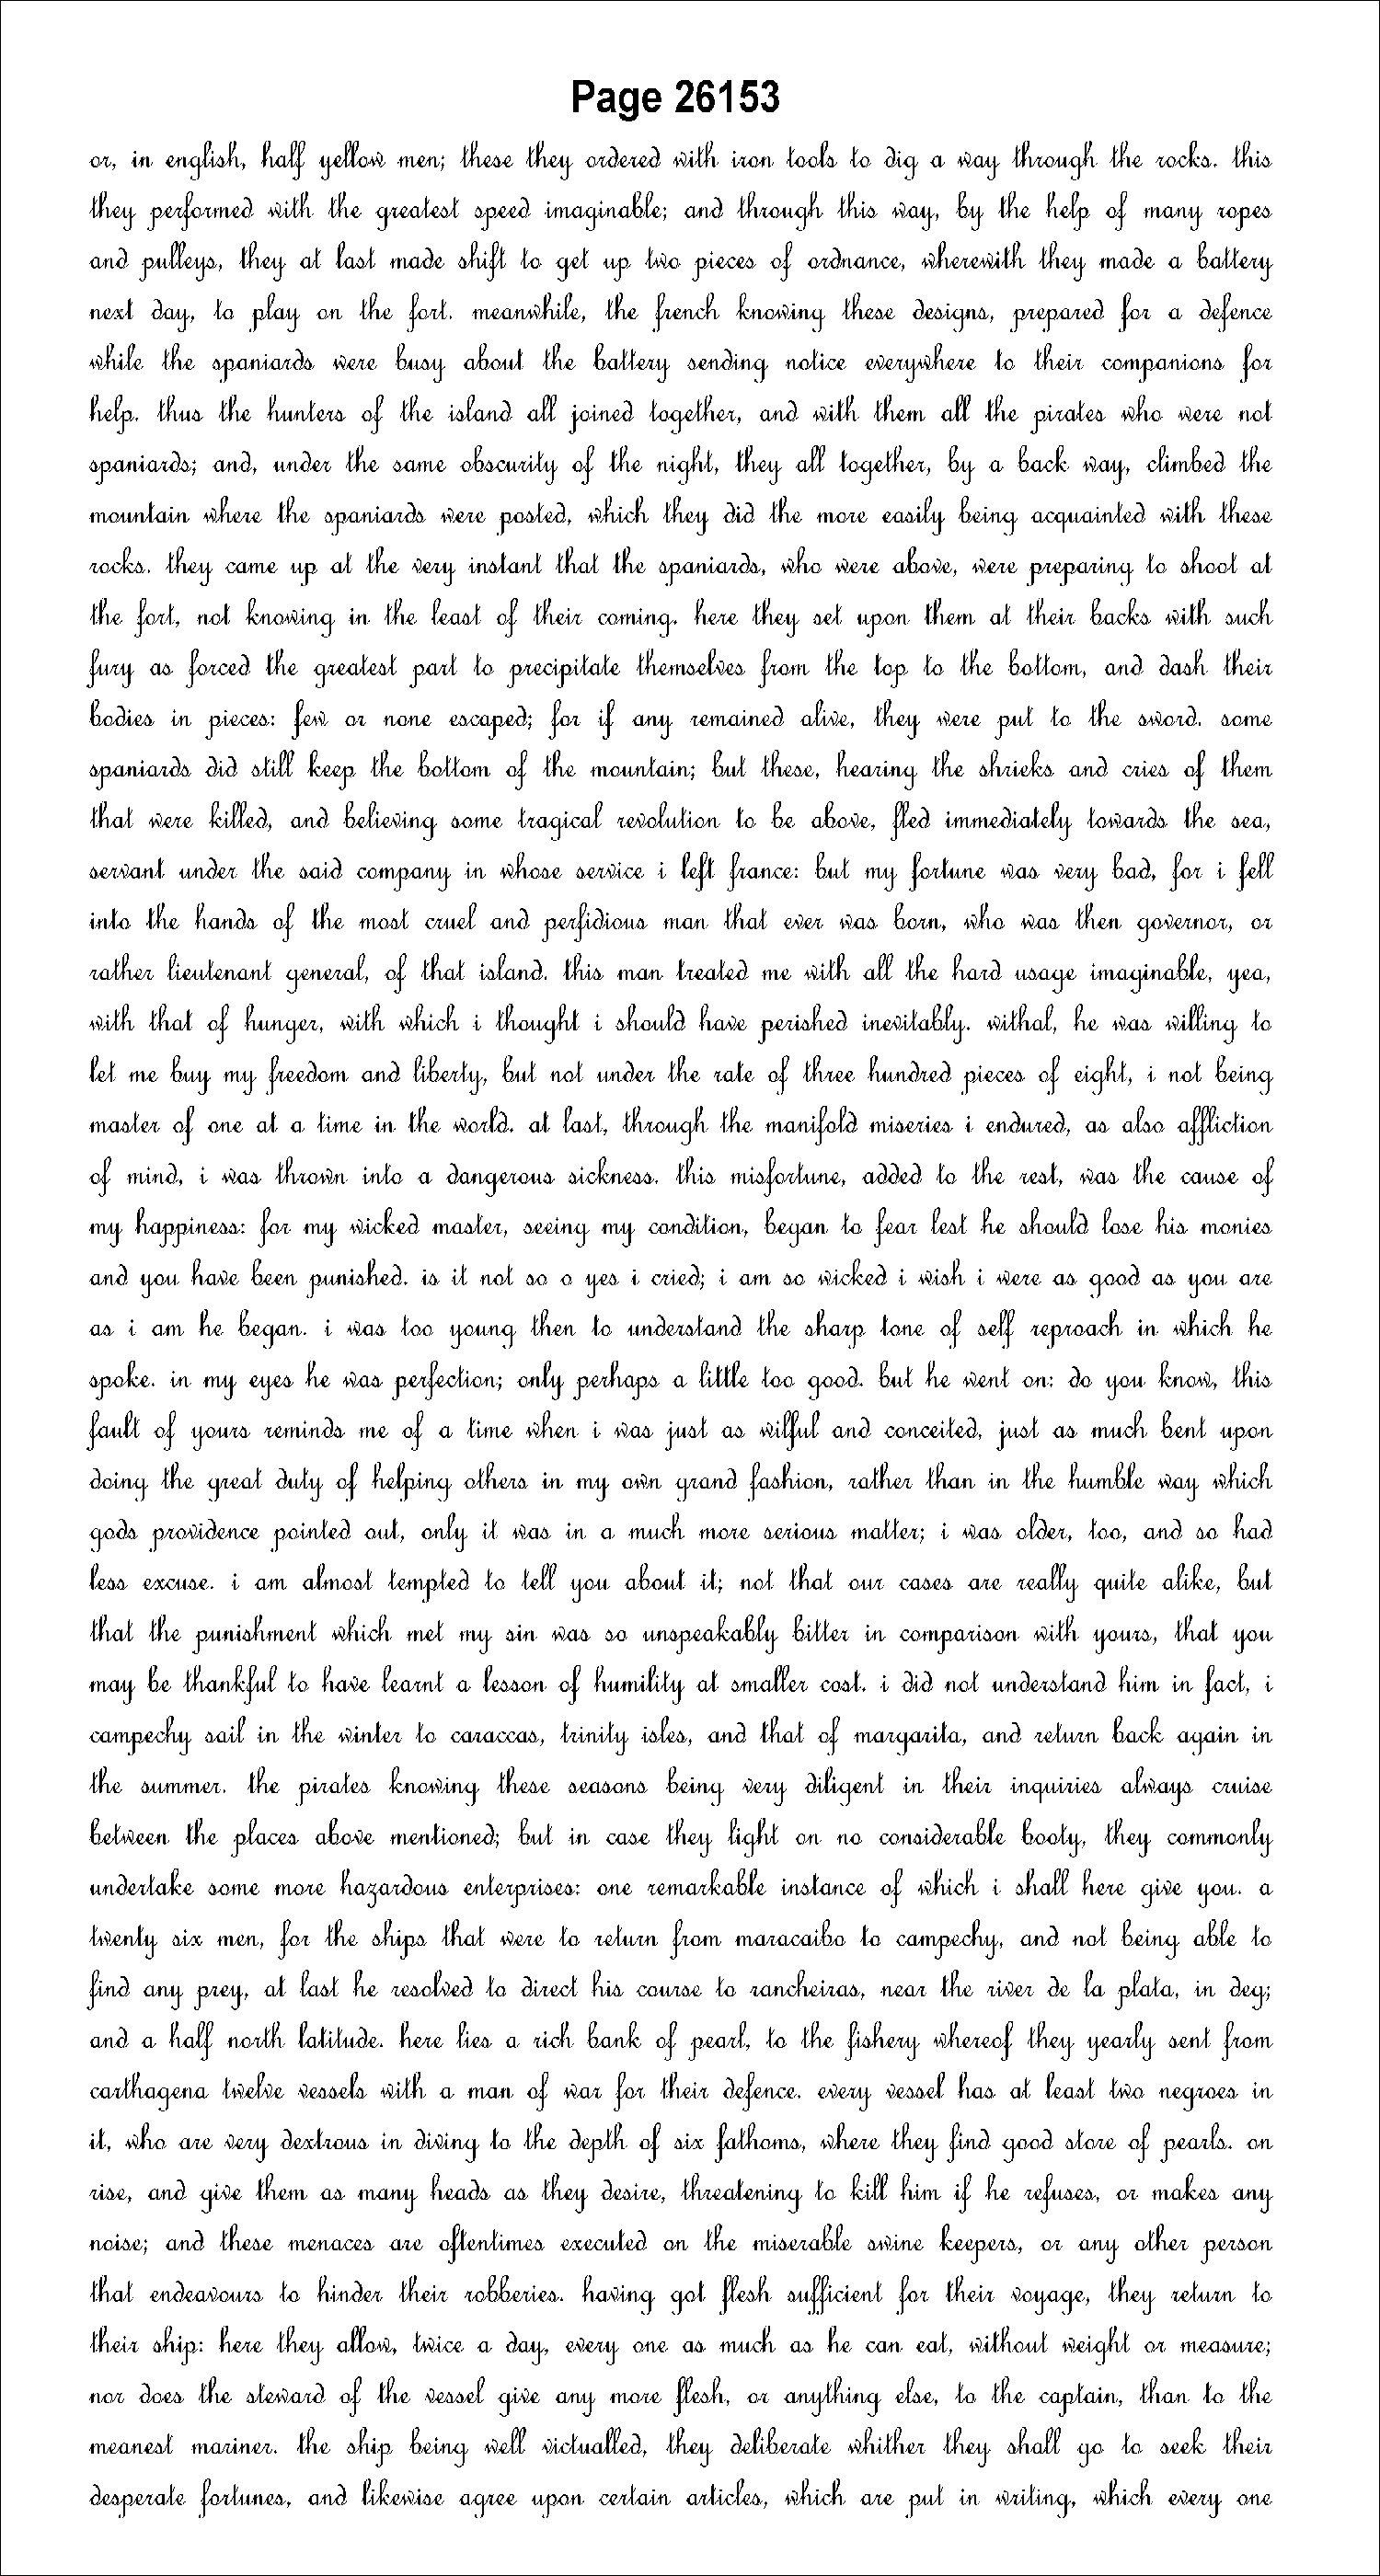 Page 26153
or, in english, half yellow men; these they ordered with iron tools to dig a way through the rocks. this
they performed with the greatest speed imaginable; and through this way, by the help of many ropes
and pulleys, they at last made shift to get up two pieces of ordnance, wherewith they made a battery
next day, to play on the fort. meanwhile, the french knowing these designs, prepared for a defence
while the spaniards were busy about the battery sending notice everywhere to their companions for
help. thus the hunters of the island all joined together, and with them all the pirates who were not
spaniards; and, under the same obscurity of the night, they all together, by a back way, climbed the
mountain where the spaniards were posted, which they did the more easily being acquainted with these
rocks. they came up at the very instant that the spaniards, who were above, were preparing to shoot at
the fort, not knowing in the least of their coming. here they set upon them at their backs with such
fury as forced the greatest part to precipitate themselves from the top to the bottom, and dash their
bodies in pieces: few or none escaped; for if any remained alive, they were put to the sword. some
spaniards did still keep the bottom of the mountain; but these, hearing the shrieks and cries of them
that were killed, and believing some tragical revolution to be above, fled immediately towards the sea,
servant under the said company in whose service i left france: but my fortune was very bad, for i fell
into the hands of the most cruel and perfidious man that ever was born, who was then governor, or
rather lieutenant general, of that island. this man treated me with all the hard usage imaginable, yea,
with that of hunger, with which i thought i should have perished inevitably. withal, he was willing to
let me buy my freedom and liberty, but not under the rate of three hundred pieces of eight, i not being
master of one at a time in the world. at last, through the manifold miseries i endured, as also affliction
of mind, i was thrown into a dangerous sickness. this misfortune, added to the rest, was the cause of
my happiness: for my wicked master, seeing my condition, began to fear lest he should lose his monies
and you have been punished. is it not so o yes i cried; i am so wicked i wish i were as good as you are
as i am he began. i was too young then to understand the sharp tone of self reproach in which he
spoke. in my eyes he was perfection; only perhaps a little too good. but he went on: do you know, this
fault of yours reminds me of a time when i was just as wilful and conceited, just as much bent upon
doing the great duty of helping others in my own grand fashion, rather than in the humble way which
gods providence pointed out, only it was in a much more serious matter; i was older, too, and so had
less excuse. i am almost tempted to tell you about it; not that our cases are really quite alike, but
that the punishment which met my sin was so unspeakably bitter in comparison with yours, that you
may be thankful to have learnt a lesson of humility at smaller cost. i did not understand him in fact, i
campechy sail in the winter to caraccas, trinity isles, and that of margarita, and return back again in
the summer. the pirates knowing these seasons being very diligent in their inquiries always cruise
between the places above mentioned; but in case they light on no considerable booty, they commonly
undertake some more hazardous enterprises: one remarkable instance of which i shall here give you. a
twenty six men, for the ships that were to return from maracaibo to campechy, and not being able to
find any prey, at last he resolved to direct his course to rancheiras, near the river de la plata, in deg;
and a half north latitude. here lies a rich bank of pearl, to the fishery whereof they yearly sent from
carthagena twelve vessels with a man of war for their defence. every vessel has at least two negroes in
it, who are very dextrous in diving to the depth of six fathoms, where they find good store of pearls. on
rise, and give them as many heads as they desire, threatening to kill him if he refuses, or makes any
noise; and these menaces are oftentimes executed on the miserable swine keepers, or any other person
that endeavours to hinder their robberies. having got flesh sufficient for their voyage, they return to
their ship: here they allow, twice a day, every one as much as he can eat, without weight or measure;
nor does the steward of the vessel give any more flesh, or anything else, to the captain, than to the
meanest mariner. the ship being well victualled, they deliberate whither they shall go to seek their
desperate fortunes, and likewise agree upon certain articles, which are put in writing, which every one